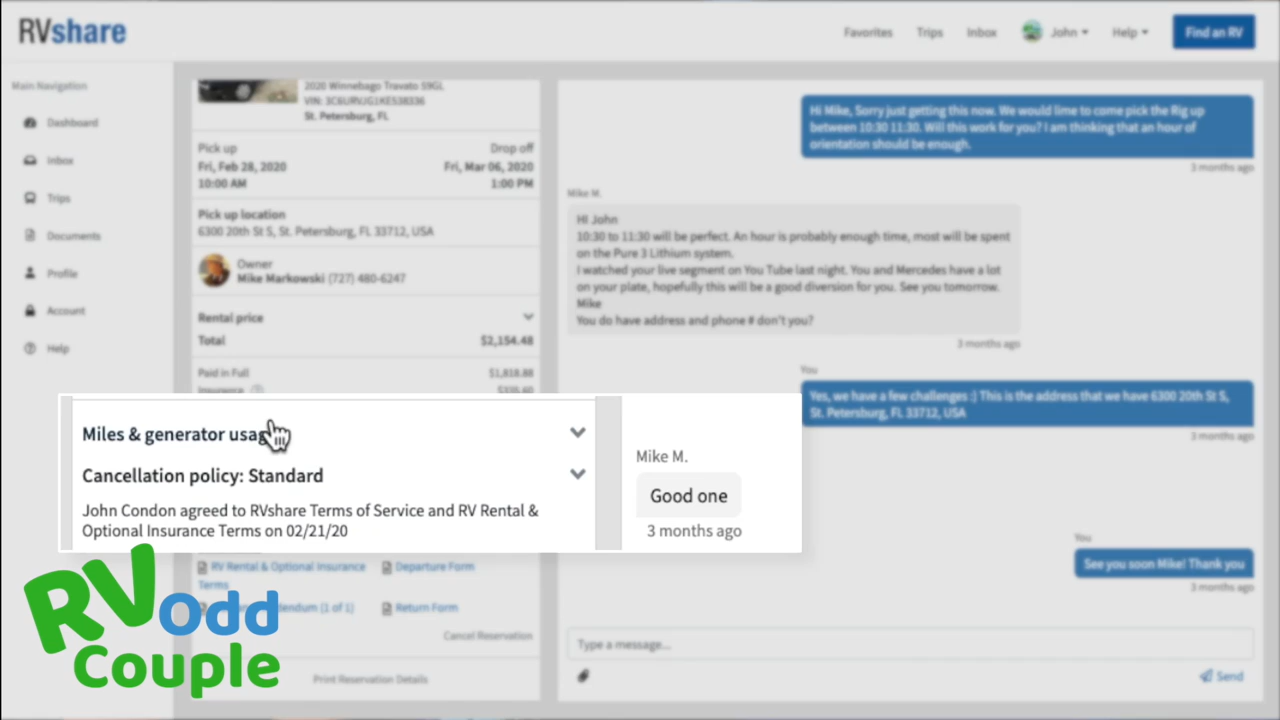 RVshare
Favorites
Trips
Inbox
John
Help
Find an RV
Main Navigation
Dashboard
Inbox
Trips
Documents
Profile
Account
Help
2020 Winnebago Travato 59GL
St. Petersburg, FL
Pick up
Drop off
Fri, Feb 28, 2020
Fri, Mar 06, 2020
10:00 AM
1:00 PM
Pick up location
6300 20th St S, St. Petersburg, FL 33712, USA
Owner
Mike Markowski (727) 480-6247
Rental price
Total
$2,154.48
Paid in Full
$1,818.88
Insurance
$335.60
Miles & generator usag
Cancellation policy: Standard
John Condon agreed to RVshare Terms of Service and RV Rental &
Optional Insurance Terms on 02/21/20
RV Rental & Optional Insurance
Terms
Departure Form
endum (1 of 1)
Return Form
Cancel Reservation
Print Reservation Details
Hi Mike, Sorry just getting this now. We would lime to come pick the Rig up
between 10:30 11:30. Will this work for you? I am thinking that an hour of
orientation should be enough.
3 months ago
Mike M.
HI John
10:30 to 11:30 will be perfect. An hour is probably enough time, most will be spent
on the Pure 3 Lithium system.
I watched your live segment on You Tube last night. You and Mercedes have a lot
on your plate, hopefully this will be a good diversion for you. See you tomorrow.
Mike
You do have address and phone # don't you?
3 months ago
You
Yes, we have a few challenges :] This is the address that we have 6300 20th St S,
St. Petersburg, FL 33712, USA
3 months ago
Mike M.
Good one
3 months ago
You
See you soon Mike! Thank you
3 months ago
Type a message...
Send
RV Odd
Couple